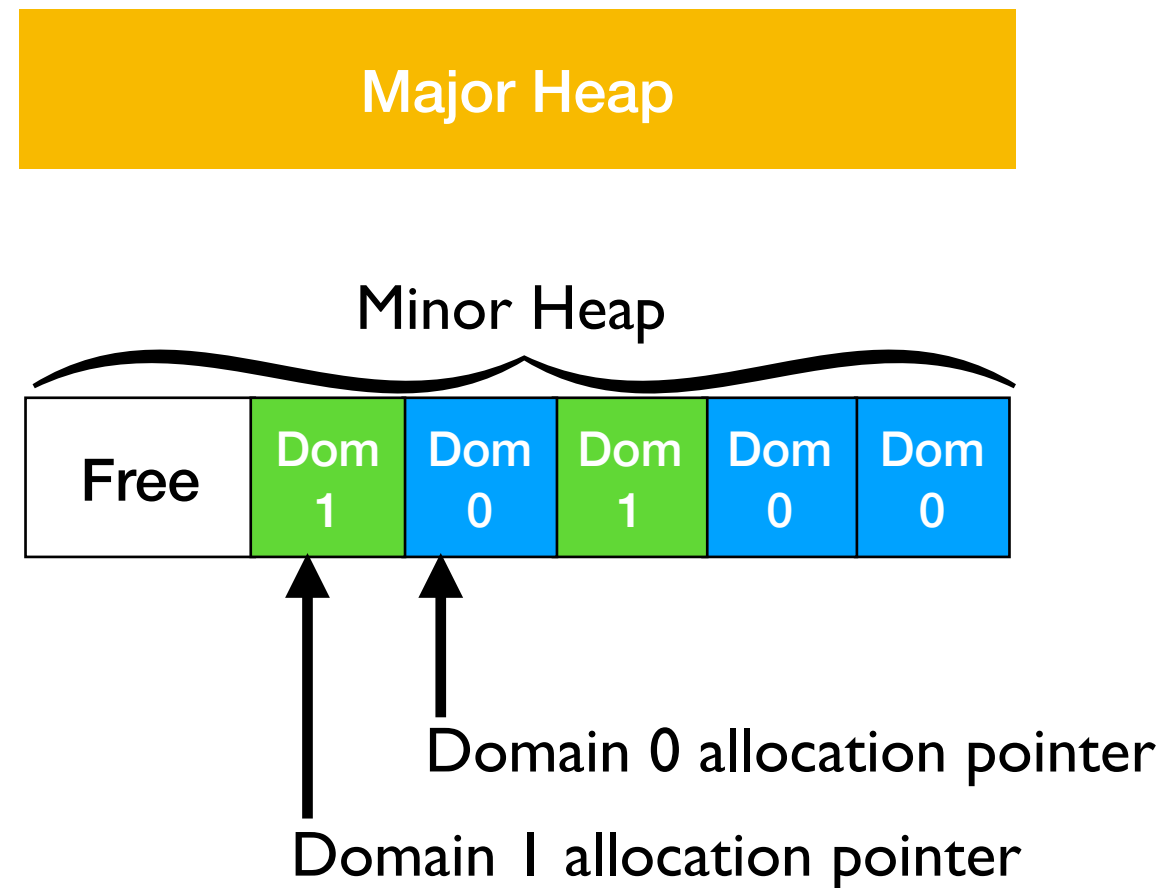 Major Heap
Minor Heap
Free
Dom
1
Dom
0
Dom
1
Dom
0
Dom
0
Domain 0 allocation pointer
Domain 1 allocation pointer